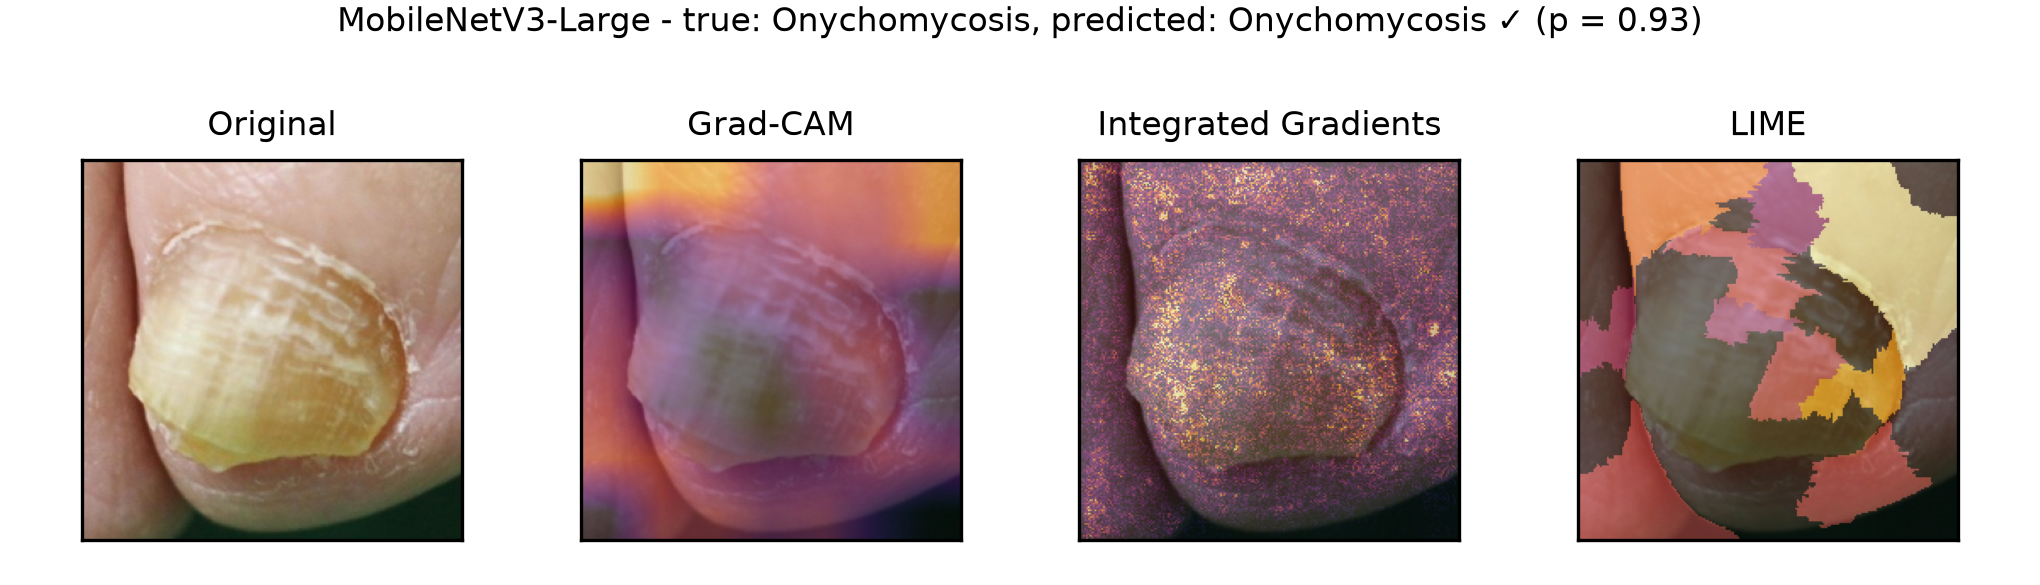 MobileNetV3-Large - true: Onychomycosis, predicted: Onychomycosis ✓ (p = 0.93)
Original
Grad-CAM
Integrated Gradients
LIME